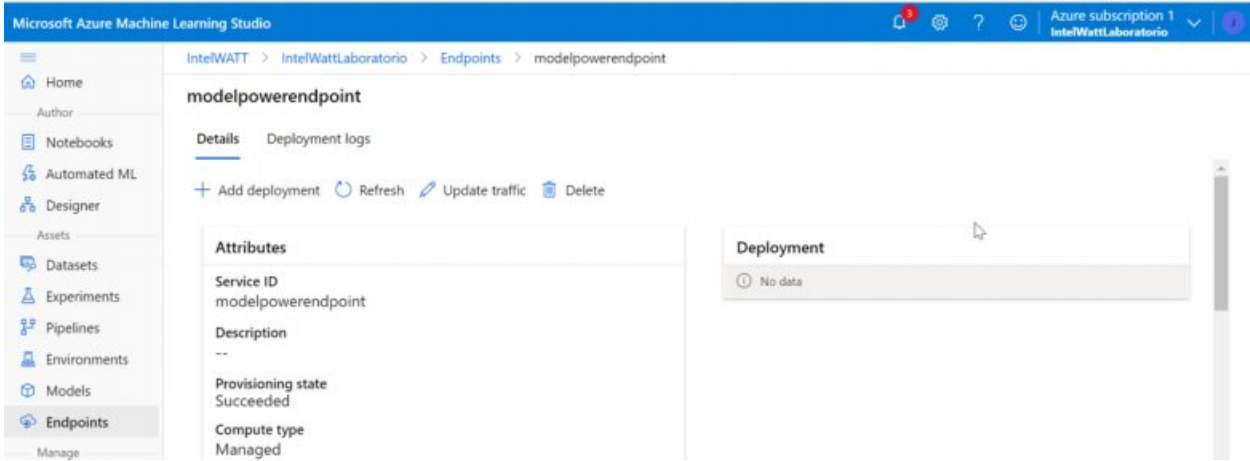 Microsoft Azure Machine Learning Studio
3
?
Azure subscription 1
IntelWattLaboratorio
J
IntelWATT > IntelWattLaboratorio > Endpoints > modelpowerendpoint
Home
Author
Notebooks
Automated ML
Designer
Assets
Datasets
Experiments
Pipelines
Environments
Models
Endpoints
Manage
modelpowerendpoint
Details Deployment logs
+ Add deployment Refresh Update traffic Delete
Attributes
Service ID
modelpowerendpoint
Description
--
Provisioning state
Succeeded
Compute type
Managed
Deployment
No data